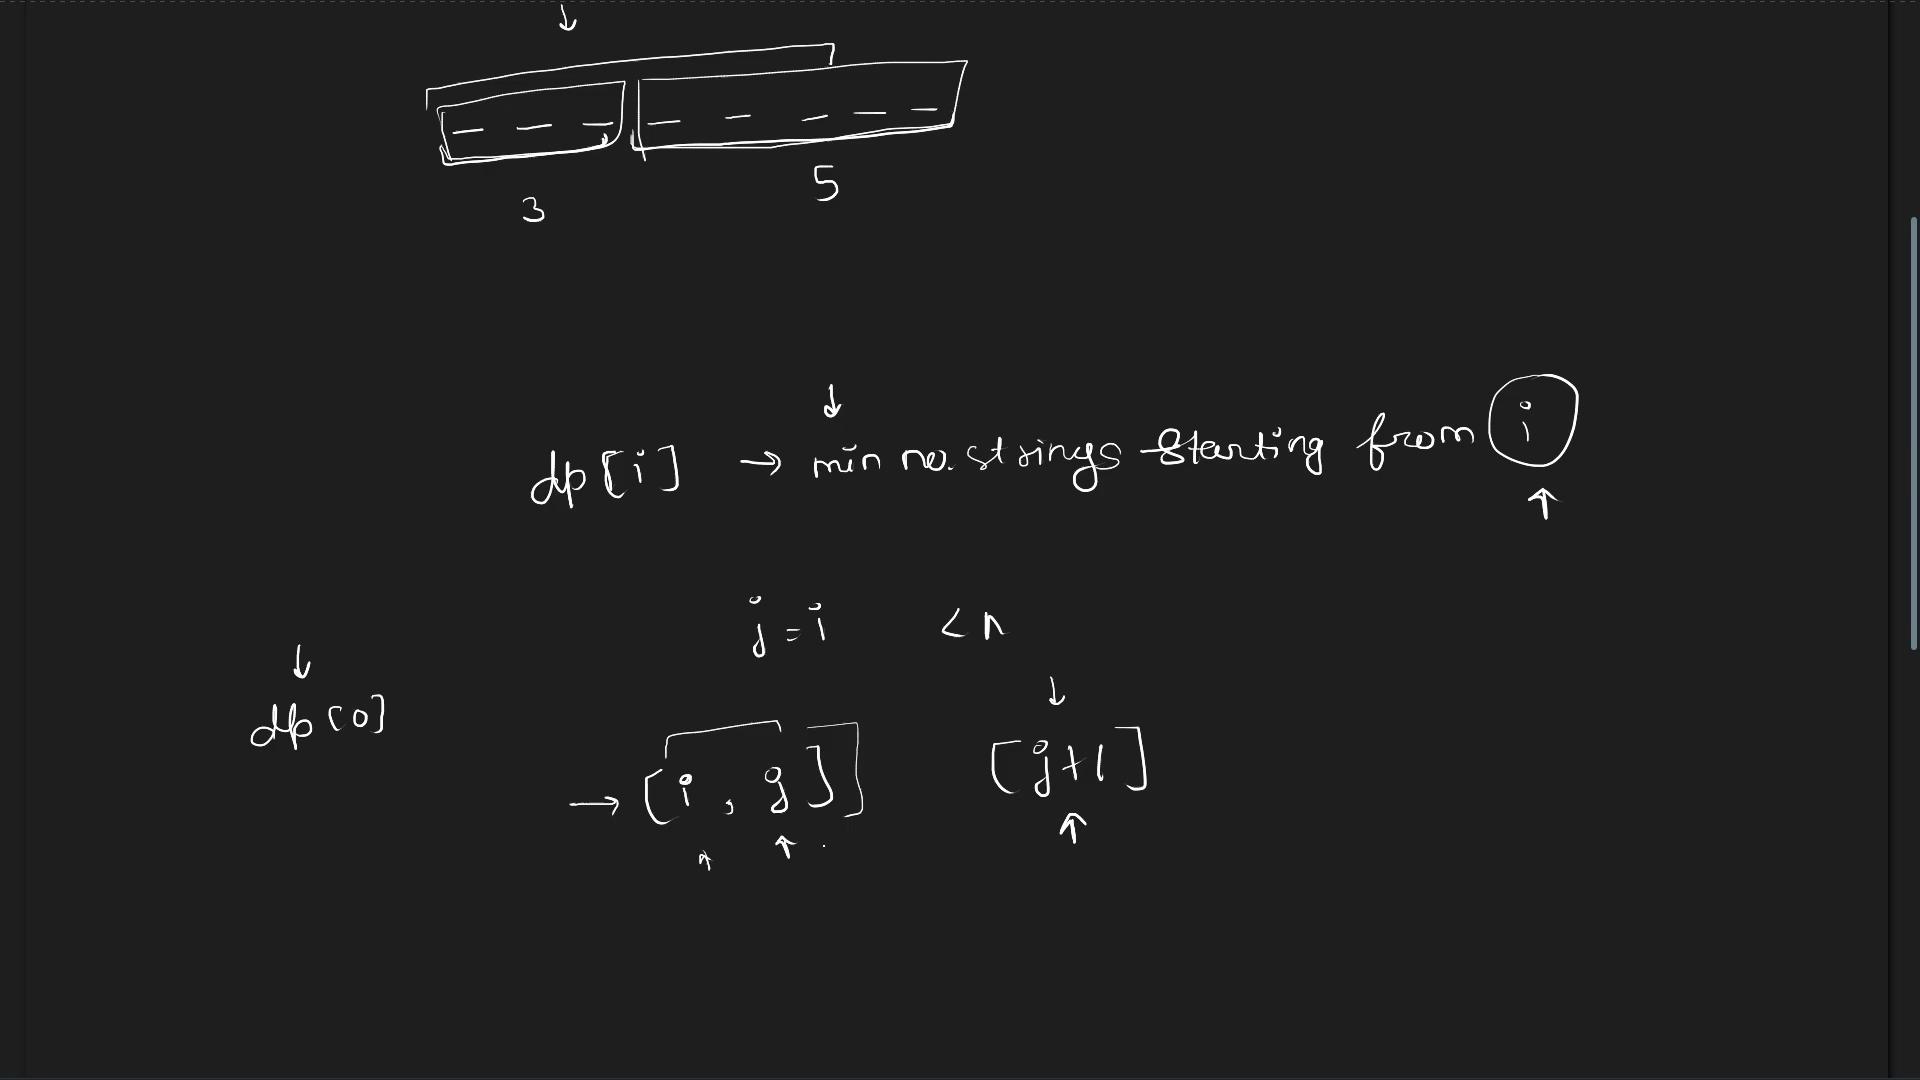 3
5
dp[i] → min no. strings starting from i
j = i < n
dp[0]
→ [i, j]] [j+1]